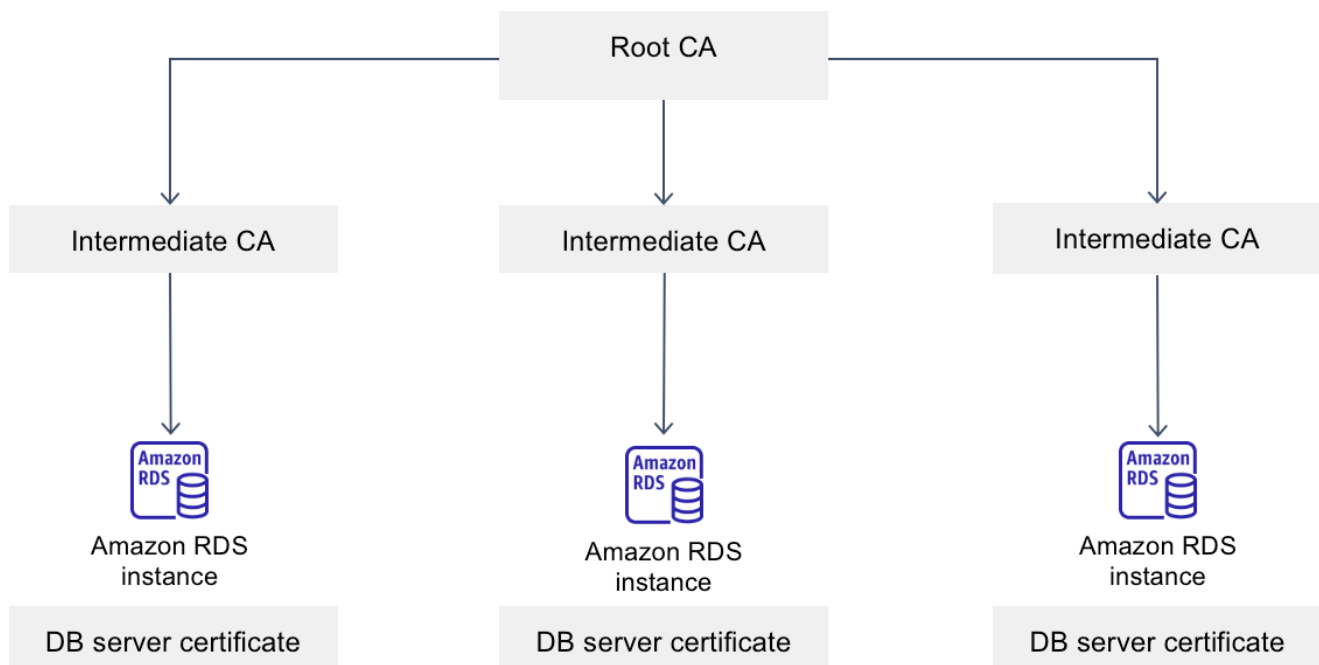 Root CA
Intermediate CA
Intermediate CA
Intermediate CA
Amazon
RDS
Amazon RDS
instance
Amazon
RDS
Amazon RDS
instance
Amazon
RDS
Amazon RDS
instance
DB server certificate
DB server certificate
DB server certificate